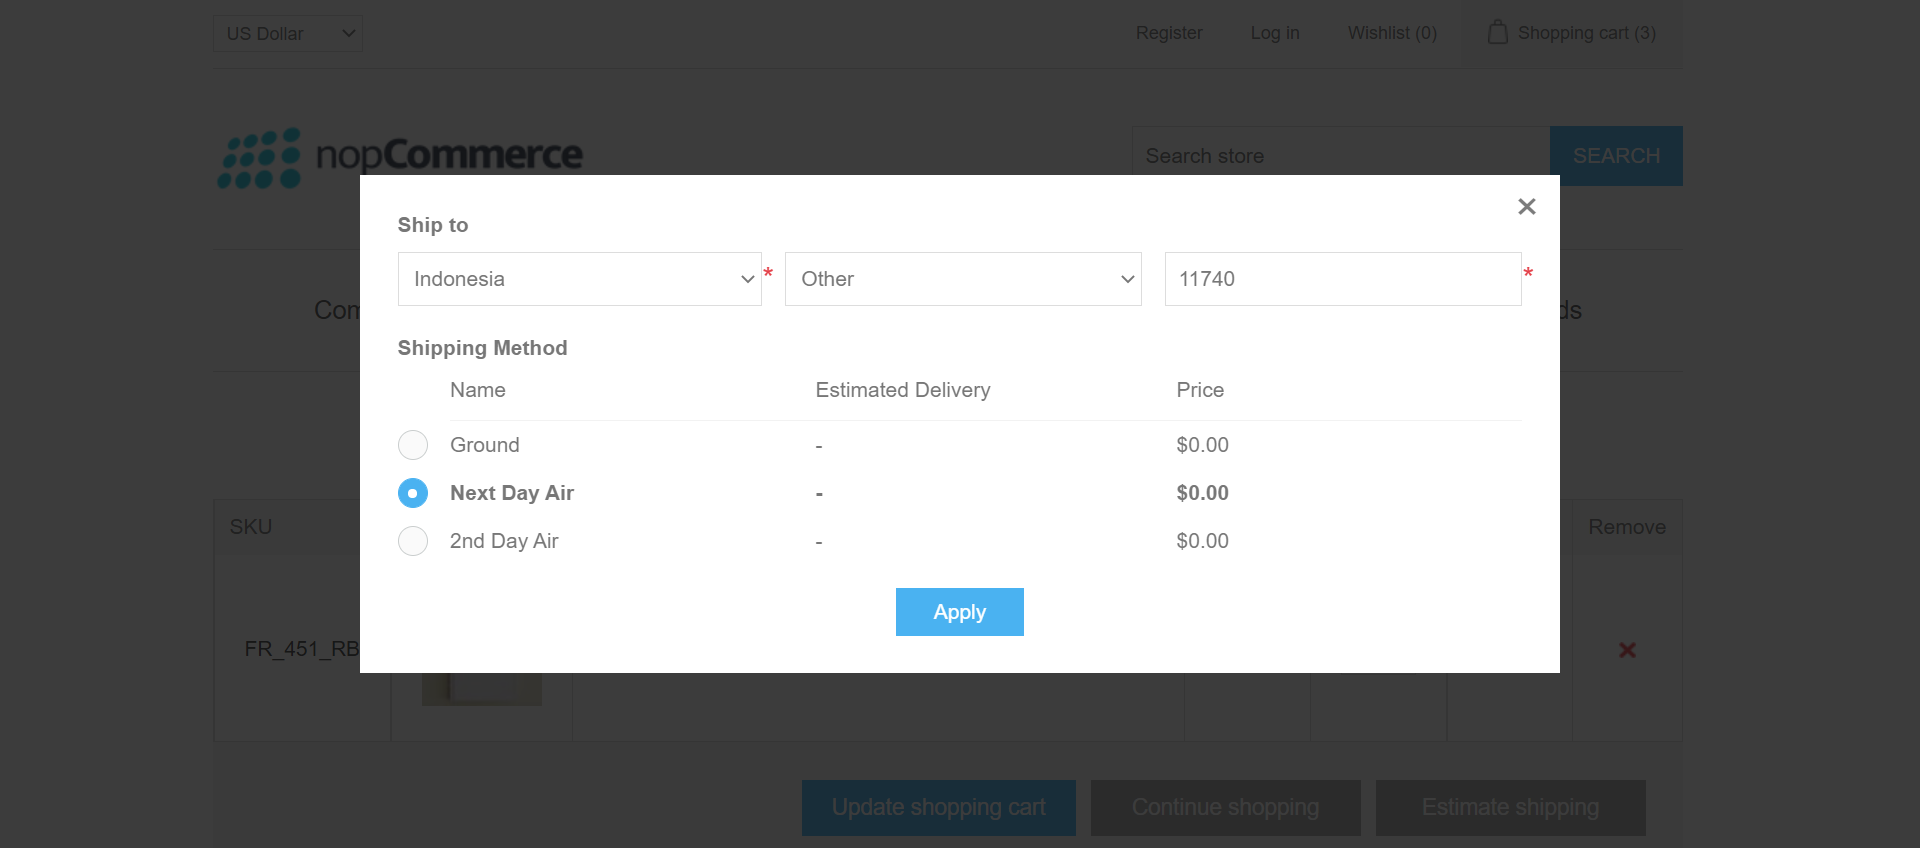 US Dollar
Register Log in Wishlist (0) Shopping cart (3)
nopCommerce
Search store SEARCH
Ship to
Indonesia * Other 11740 *
Com ds
Shipping Method
Name Estimated Delivery Price
Ground - $0.00
Next Day Air - $0.00
2nd Day Air - $0.00
SKU Remove
Apply
FR_451_RB
Update shopping cart Continue shopping Estimate shipping